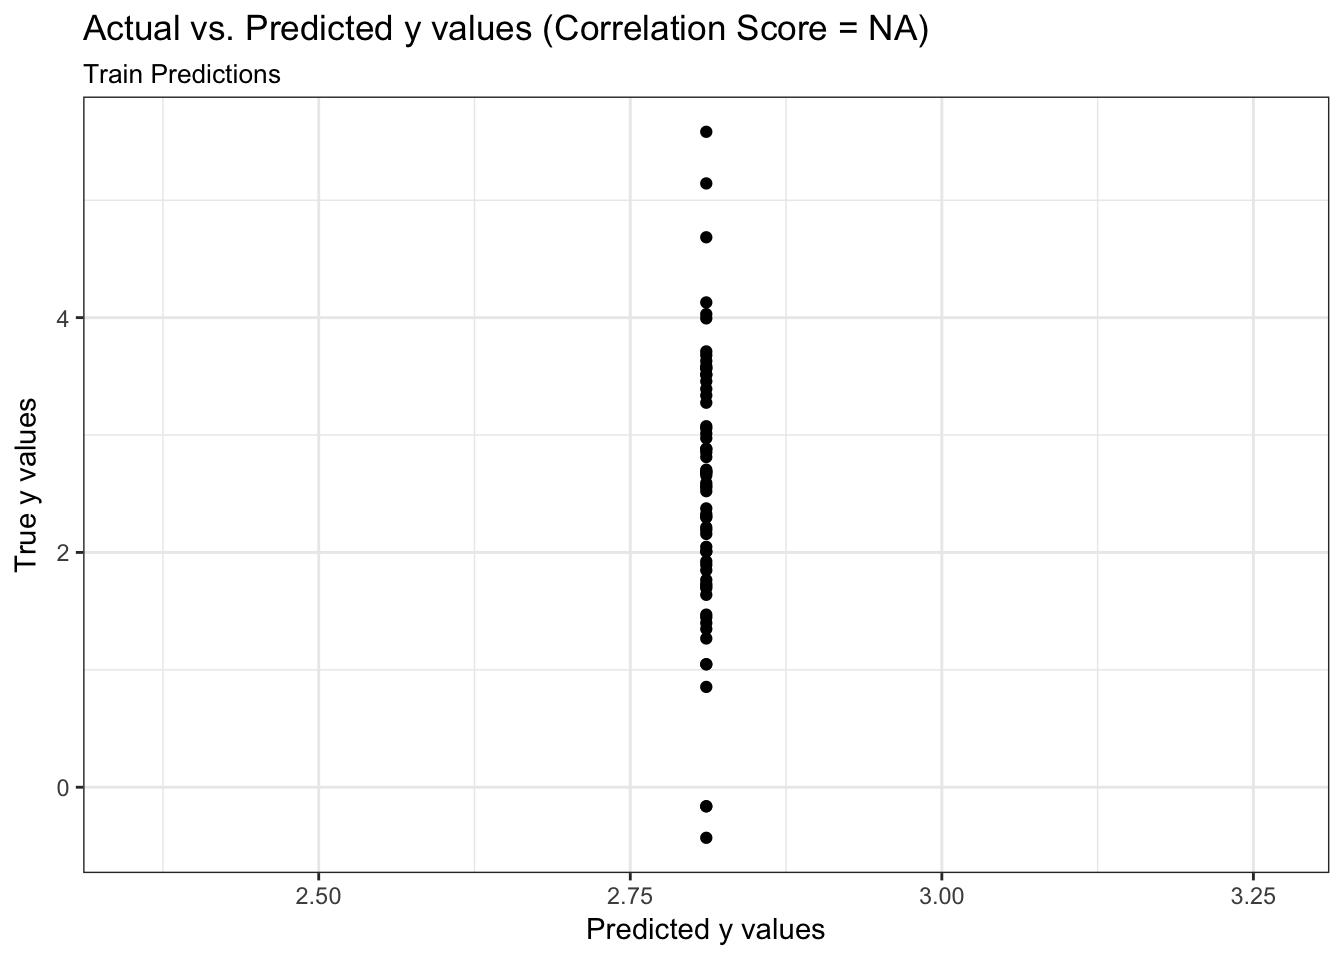 Actual vs. Predicted y values (Correlation Score = NA)
Train Predictions
True y values
4
2
0
2.50
2.75
3.00
3.25
Predicted y values